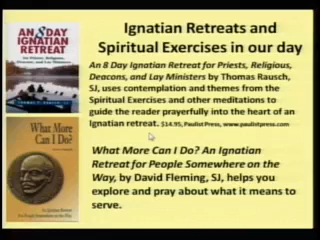 Ignatian Retreats and
Spiritual Exercises in our day
An 8 Day Ignatian Retreat for Priests, Religious,
Deacons, and Lay Ministers by Thomas Rausch,
SJ, uses contemplation and themes from the
Spiritual Exercises and other meditations to
guide the reader prayerfully into the heart of an
Ignatian retreat. $14.95, Paulist Press, www.paulistpress.com
What More Can I Do? An Ignatian
Retreat for People Somewhere on the
Way, by David Fleming, SJ, helps you
explore and pray about what it means to
serve.
AN 8 DAY
IGNATIAN
RETREAT
What More
Can I Do?